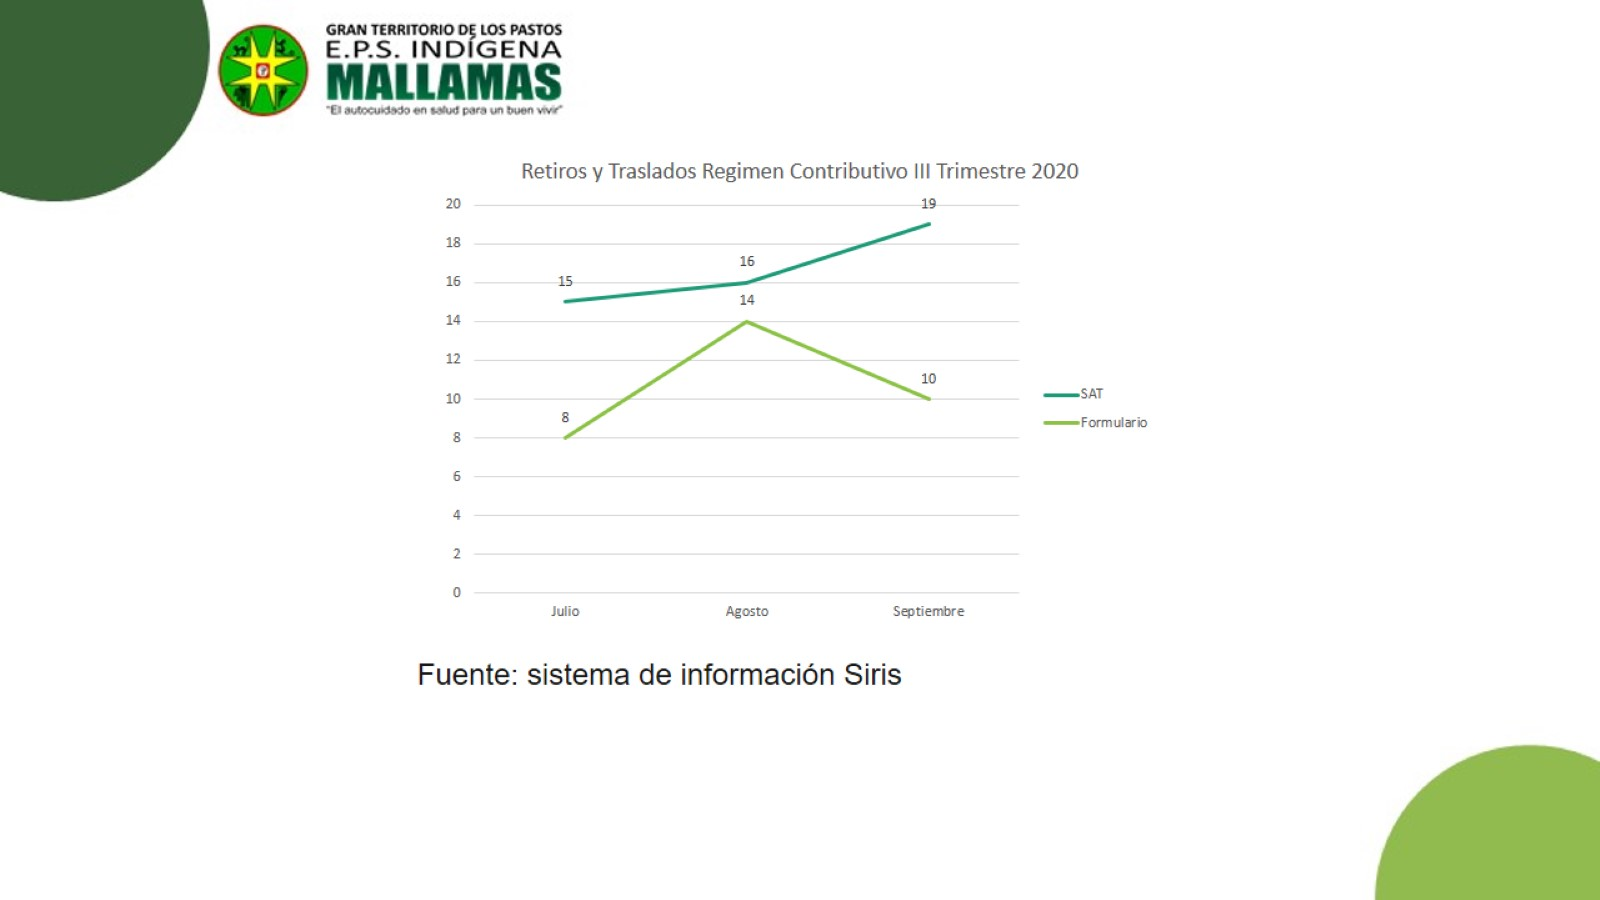 GRAN TERRITORIO DE LOS PASTOS
E.P.S. INDÍGENA
MALLAMAS
"El autocuidado en salud para un buen vivir"
Retiros y Traslados Regimen Contributivo III Trimestre 2020
20
18
16
14
12
10
8
6
4
2
0
15
16
19
8
14
10
Julio
Agosto
Septiembre
SAT
Formulario
Fuente: sistema de información Siris